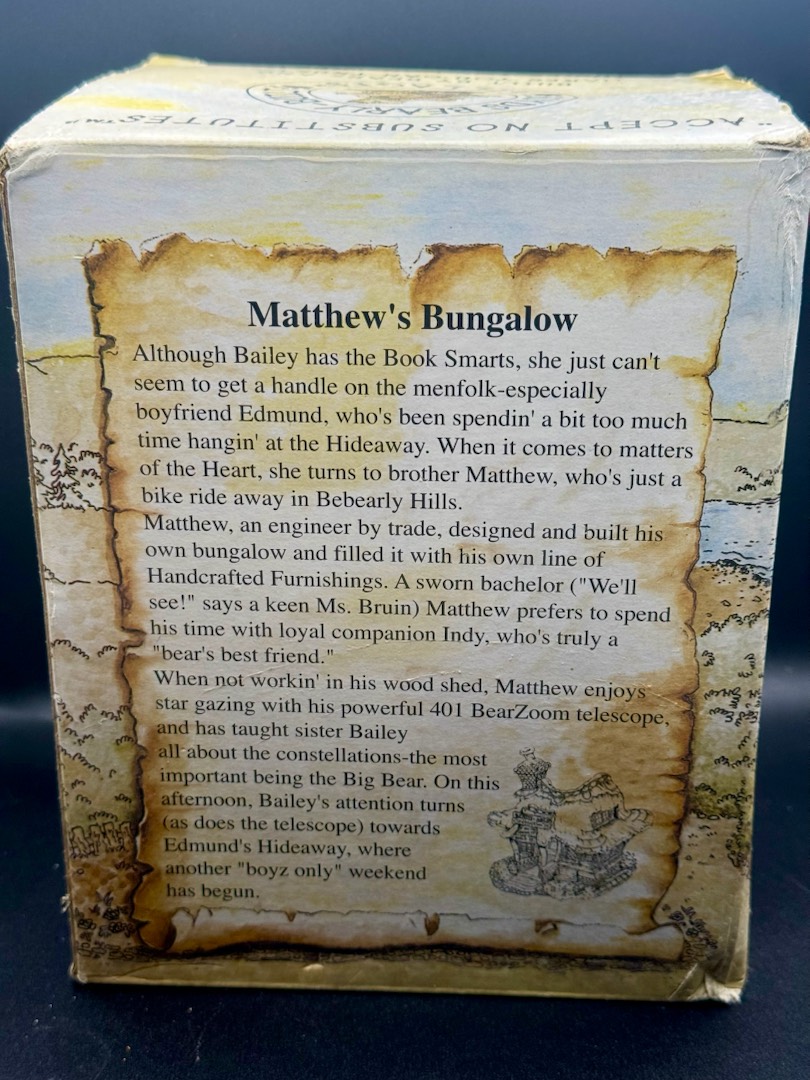 "ACCEPT NO SUBSTITUTES"™
Matthew's Bungalow
Although Bailey has the Book Smarts, she just can't
seem to get a handle on the menfolk-especially
boyfriend Edmund, who's been spendin' a bit too much
time hangin' at the Hideaway. When it comes to matters
of the Heart, she turns to brother Matthew, who's just a
bike ride away in Bebearly Hills.
Matthew, an engineer by trade, designed and built his
own bungalow and filled it with his own line of
Handcrafted Furnishings. A sworn bachelor ("We'll
see!" says a keen Ms. Bruin) Matthew prefers to spend
his time with loyal companion Indy, who's truly a
"bear's best friend."
When not workin' in his wood shed, Matthew enjoys
star gazing with his powerful 401 BearZoom telescope,
and has taught sister Bailey
all about the constellations-the most
important being the Big Bear. On this
afternoon, Bailey's attention turns
(as does the telescope) towards
Edmund's Hideaway, where
another "boyz only" weekend
has begun.